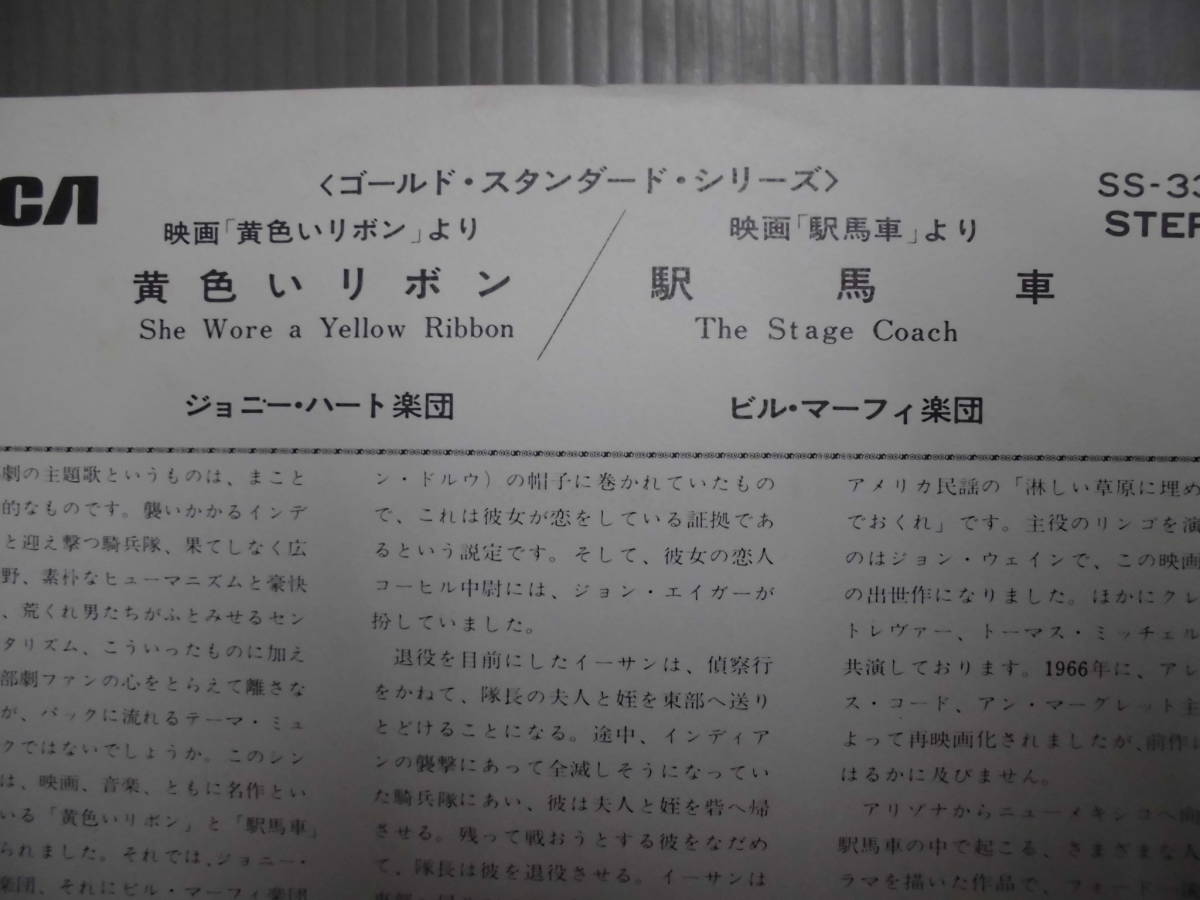 CA
〈ゴールド・スタンダード・シリーズ〉
SS-33
STER
映画「黄色いリボン」より
黄色いリボン
She Wore a Yellow Ribbon
ジョニー・ハート楽団
映画「駅馬車」より
駅馬車
The Stage Coach
ビル・マーフィ楽団
劇の主題歌というものは、まこと
的なものです。襲いかかるインデ
と迎え撃つ騎兵隊、果てしなく広
野、素朴なヒューマニズムと豪快
、荒くれ男たちがふとみせるセン
タリズム、こういったものに加え
部劇ファンの心をとらえて離さな
が、バックに流れるテーマ・ミュ
クではないでしょうか。このシン
は、映画、音楽、ともに名作とい
いる「黄色いリボン」と「駅馬車」
られました。それでは、ジョニー・
楽団、それにビル・マーフィ楽団
ン・ドルウ）の帽子に巻かれていたもの
で、これは彼女が恋をしている証拠であ
るという説定です。そして、彼女の恋人
コーヒル中尉には、ジョン・エイガーが
扮していました。
退役を目前にしたイーサンは、偵察行
をかねて、隊長の夫人と姪を東部へ送り
とどけることになる。途中、インディア
ンの襲撃にあって全滅しそうになってい
た騎兵隊にあい、彼は夫人と姪を砦へ帰
させる。残って戦おうとする彼をなだめ
て、隊長は彼を退役させる。イーサンは
アメリカ民謡の「淋しい草原に埋め
でおくれ」です。主役のリンゴを演
のはジョン・ウェインで、この映画
の出世作になりました。ほかにクレ
トレヴァー、トーマス・ミッチェル
共演しております。1966年に、アレ
ス・コード、アン・マーグレット主
よって再映画化されましたが、前作に
はるかに及びません。
アリゾナからニューメキシコへ向
駅馬車の中で起こる、さまざまな人
ラマを描いた作品で、フォード一流